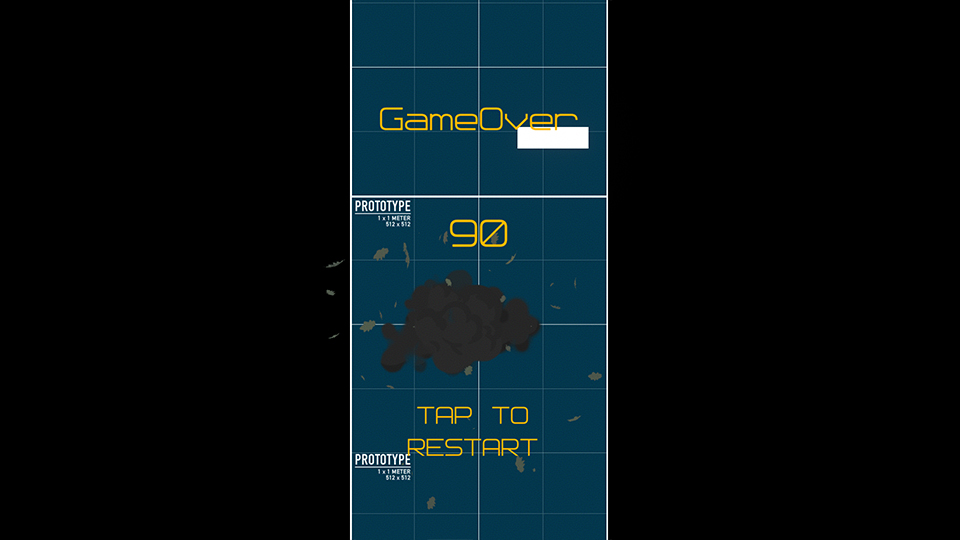 GameOver
PROTOTYPE
1 x 1 METER
512 x 512
90
TAP TO
RESTART
PROTOTYPE
1 x 1 METER
512 x 512